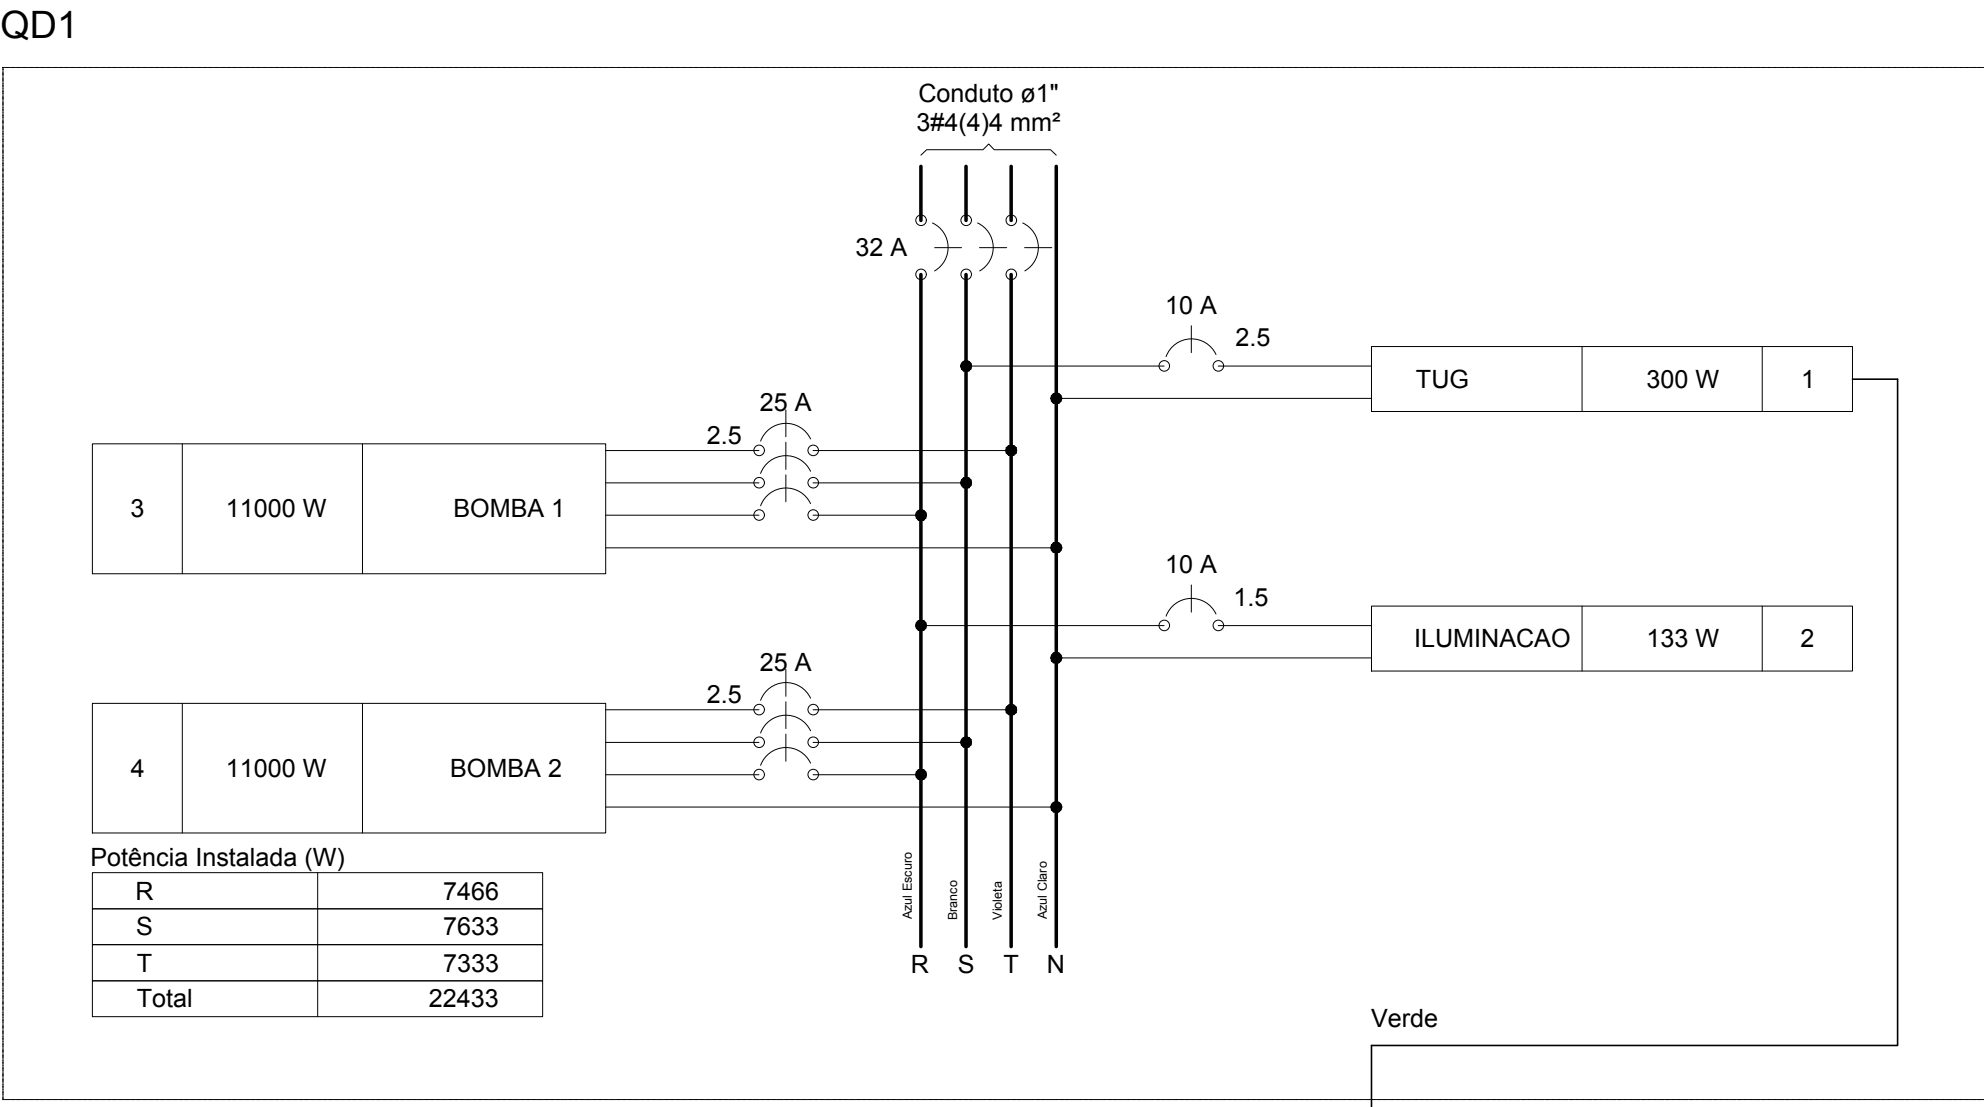 QD1
Conduto ø1"
3#4(4)4 mm²
32 A
10 A
2.5
TUG 300 W 1
25 A
2.5
3 11000 W BOMBA 1
10 A
1.5
ILUMINACAO 133 W 2
25 A
2.5
4 11000 W BOMBA 2
Potência Instalada (W)
R 7466
S 7633
T 7333
Total 22433
Azul Escuro
Branco
Violeta
Azul Claro
R S T N
Verde